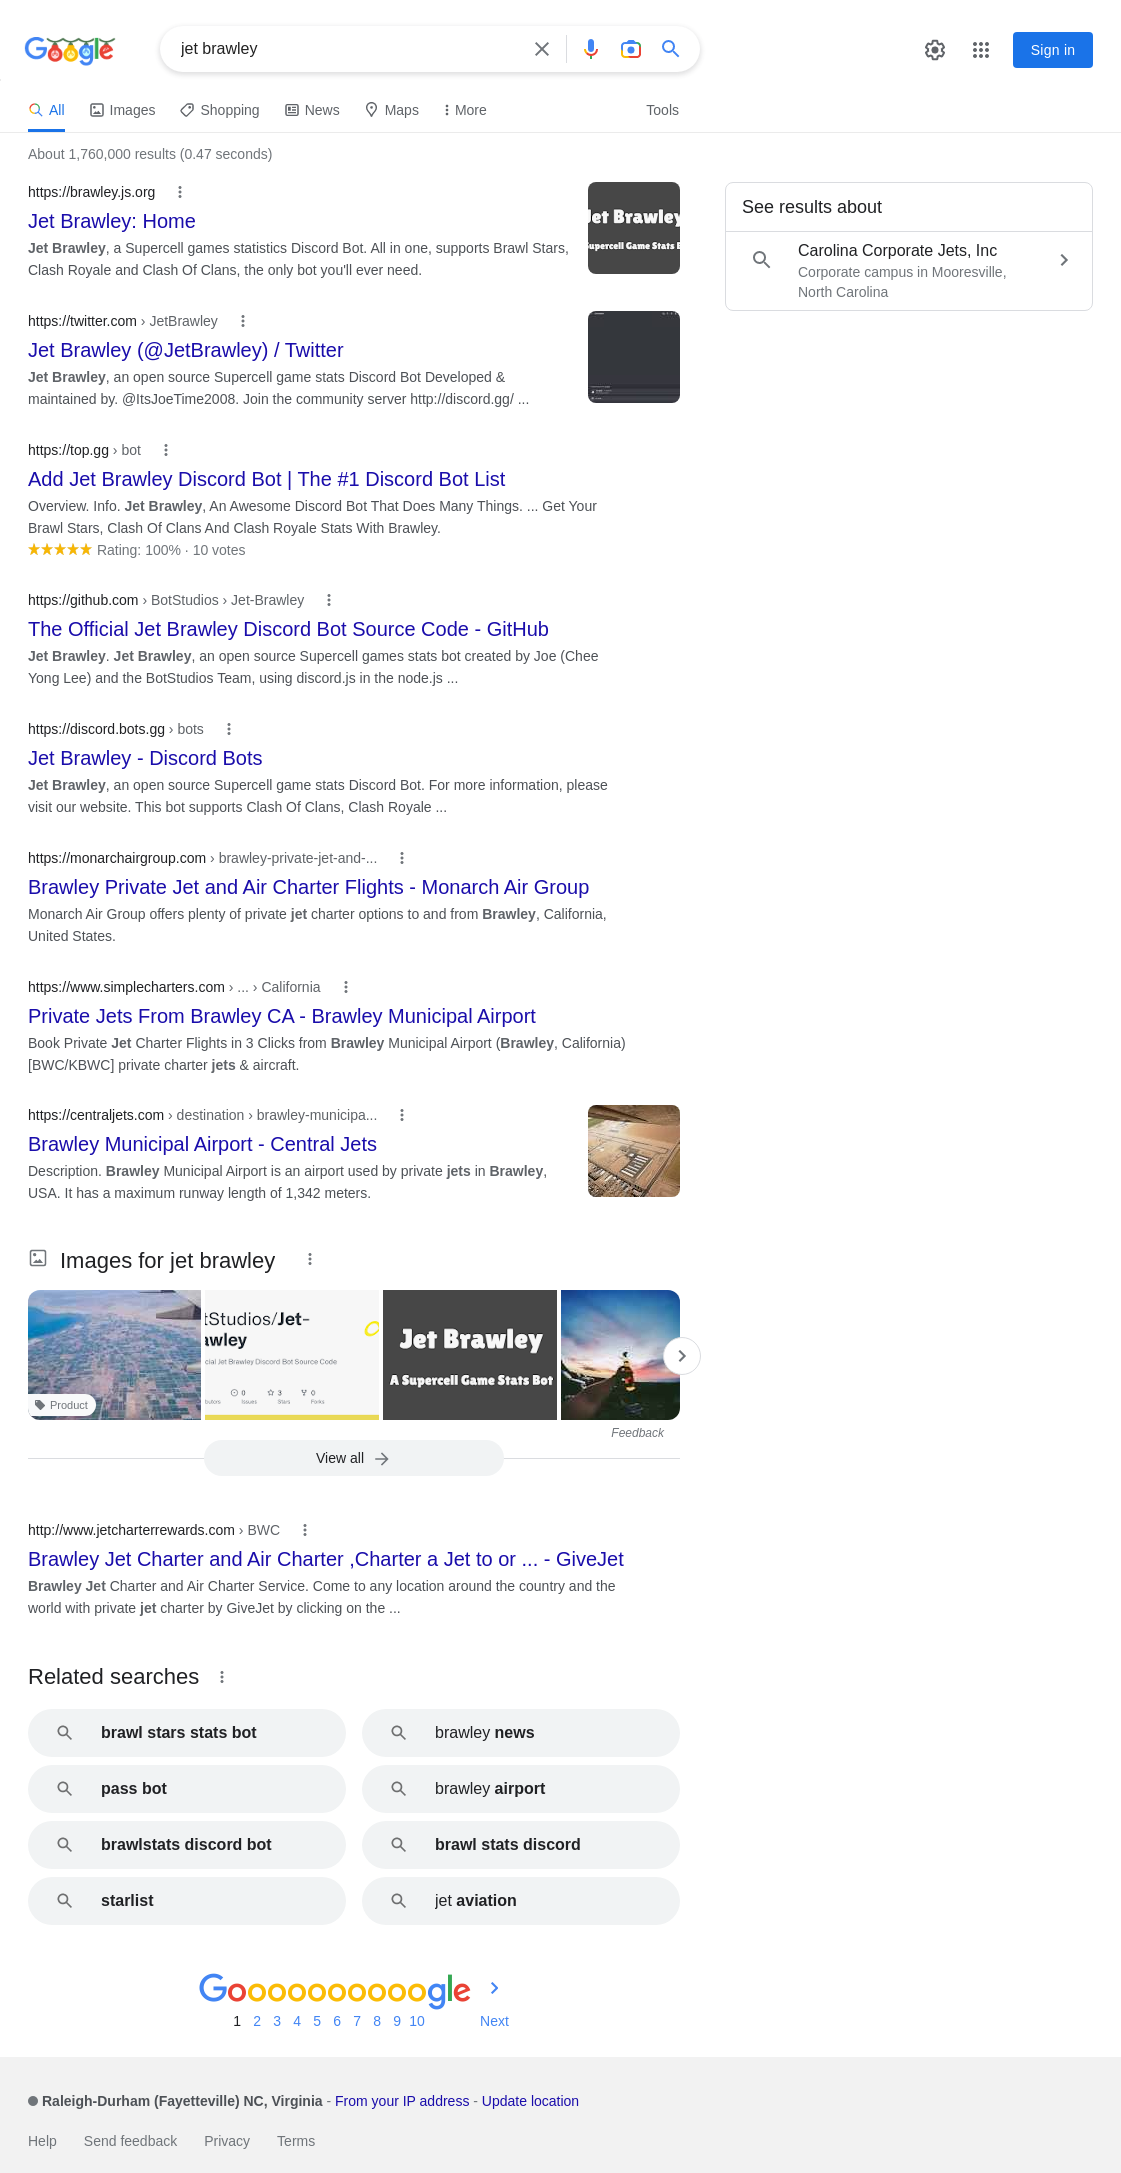 Google
jet brawley
Sign in
All Images Shopping News Maps More Tools
About 1,760,000 results (0.47 seconds)
https://brawley.js.org
Jet Brawley: Home
Jet Brawley, a Supercell games statistics Discord Bot. All in one, supports Brawl Stars,
Clash Royale and Clash Of Clans, the only bot you'll ever need.
Jet Brawley
Supercell Game Stats B
See results about
Carolina Corporate Jets, Inc
Corporate campus in Mooresville,
North Carolina
https://twitter.com › JetBrawley
Jet Brawley (@JetBrawley) / Twitter
Jet Brawley, an open source Supercell game stats Discord Bot Developed &
maintained by. @ItsJoeTime2008. Join the community server http://discord.gg/ ...
https://top.gg › bot
Add Jet Brawley Discord Bot | The #1 Discord Bot List
Overview. Info. Jet Brawley, An Awesome Discord Bot That Does Many Things. ... Get Your
Brawl Stars, Clash Of Clans And Clash Royale Stats With Brawley.
Rating: 100% · 10 votes
https://github.com › BotStudios › Jet-Brawley
The Official Jet Brawley Discord Bot Source Code - GitHub
Jet Brawley. Jet Brawley, an open source Supercell games stats bot created by Joe (Chee
Yong Lee) and the BotStudios Team, using discord.js in the node.js ...
https://discord.bots.gg › bots
Jet Brawley - Discord Bots
Jet Brawley, an open source Supercell game stats Discord Bot. For more information, please
visit our website. This bot supports Clash Of Clans, Clash Royale ...
https://monarchairgroup.com › brawley-private-jet-and-...
Brawley Private Jet and Air Charter Flights - Monarch Air Group
Monarch Air Group offers plenty of private jet charter options to and from Brawley, California,
United States.
https://www.simplecharters.com › ... › California
Private Jets From Brawley CA - Brawley Municipal Airport
Book Private Jet Charter Flights in 3 Clicks from Brawley Municipal Airport (Brawley, California)
[BWC/KBWC] private charter jets & aircraft.
https://centraljets.com › destination › brawley-municipa...
Brawley Municipal Airport - Central Jets
Description. Brawley Municipal Airport is an airport used by private jets in Brawley,
USA. It has a maximum runway length of 1,342 meters.
Images for jet brawley
Product
tStudios/Jet-
awley
cial Jet Brawley Discord Bot Source Code
0 3 0
butors Issues Stars Forks
Jet Brawley
A Supercell Game Stats Bot
Feedback
View all
http://www.jetcharterrewards.com › BWC
Brawley Jet Charter and Air Charter ,Charter a Jet to or ... - GiveJet
Brawley Jet Charter and Air Charter Service. Come to any location around the country and the
world with private jet charter by GiveJet by clicking on the ...
Related searches
brawl stars stats bot
brawley news
pass bot
brawley airport
brawlstats discord bot
brawl stats discord
starlist
jet aviation
Goooooooooogle
1 2 3 4 5 6 7 8 9 10 Next
Raleigh-Durham (Fayetteville) NC, Virginia - From your IP address - Update location
Help Send feedback Privacy Terms